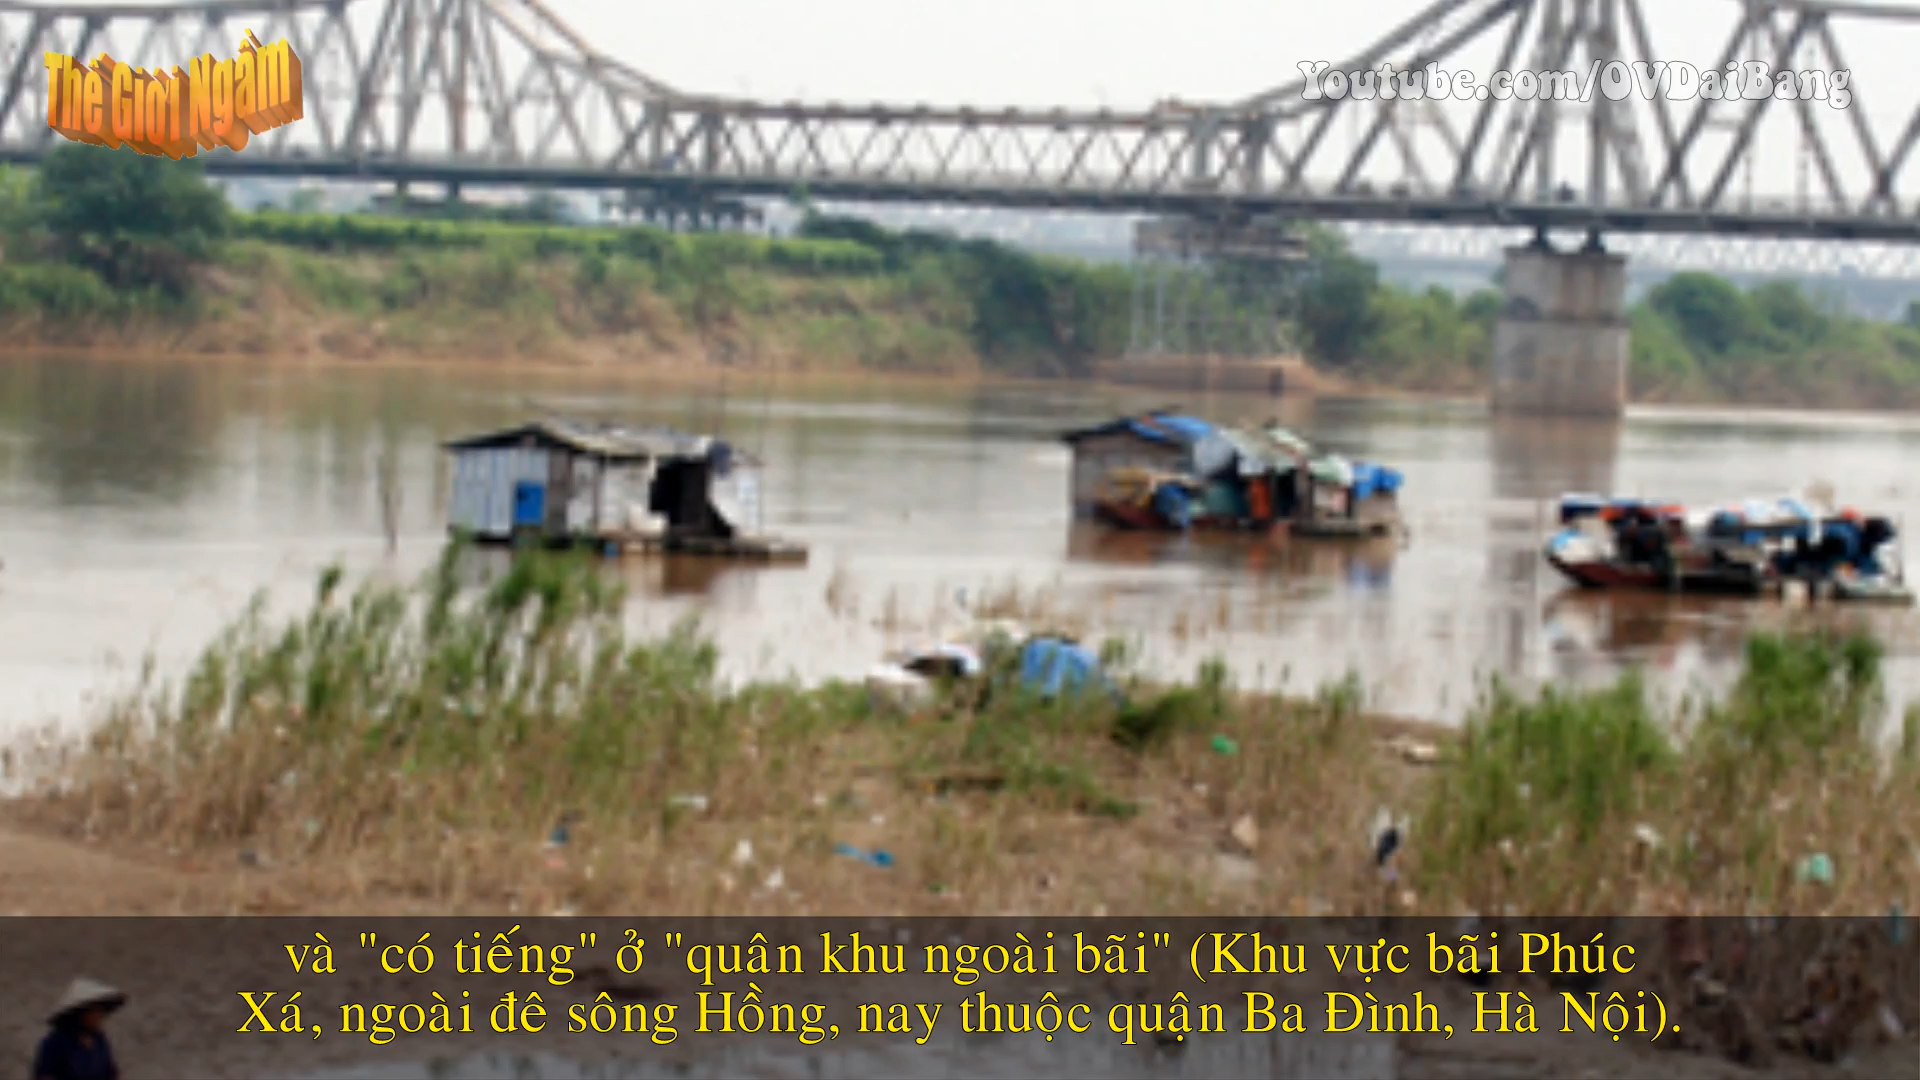 Thế Giới Ngầm
Youtube.com/OVDaiBang
và "có tiếng" ở "quân khu ngoài bãi" (Khu vực bãi Phúc
Xá, ngoài đê sông Hồng, nay thuộc quận Ba Đình, Hà Nội).